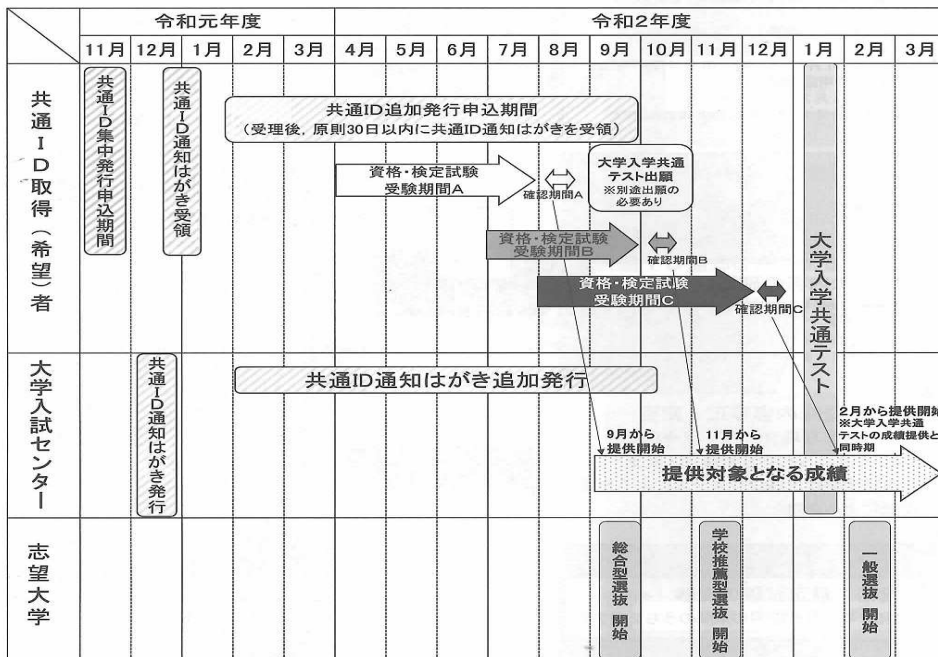 令和元年度
令和2年度
11月 12月 1月 2月 3月 4月 5月 6月 7月 8月 9月 10月 11月 12月 1月 2月 3月
共通ID取得(希望)者
共通ID集中発行申込期間
共通ID通知はがき受領
共通ID追加発行申込期間
(受理後，原則30日以内に共通ID通知はがきを受領)
資格・検定試験
受験期間A
確認期間A
大学入学共通
テスト出願
※別途出願の
必要あり
資格・検定試験
受験期間B
確認期間B
資格・検定試験
受験期間C
確認期間C
大学入学共通テスト
大学入試センター
共通ID通知はがき発行
共通ID通知はがき追加発行
9月から
提供開始
11月から
提供開始
2月から提供開始
※大学入学共通
テストの成績提供と
同時期
提供対象となる成績
志望大学
総合型選抜 開始
学校推薦型選抜 開始
一般選抜 開始